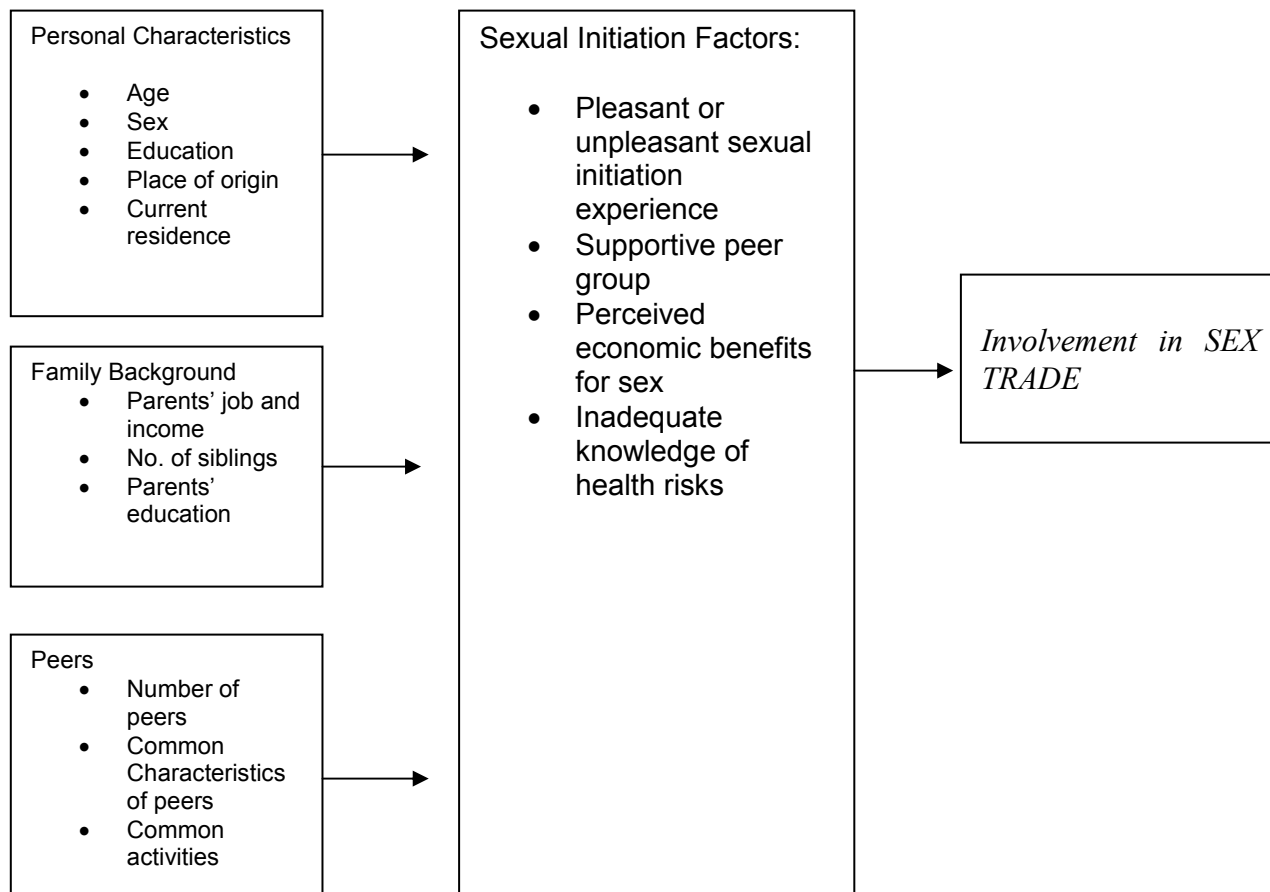 Personal Characteristics
• Age
• Sex
• Education
• Place of origin
• Current
residence
Family Background
• Parents’ job and
income
• No. of siblings
• Parents’
education
Peers
• Number of
peers
• Common
Characteristics
of peers
• Common
activities
Sexual Initiation Factors:
• Pleasant or
unpleasant sexual
initiation
experience
• Supportive peer
group
• Perceived
economic benefits
for sex
• Inadequate
knowledge of
health risks
Involvement in SEX
TRADE